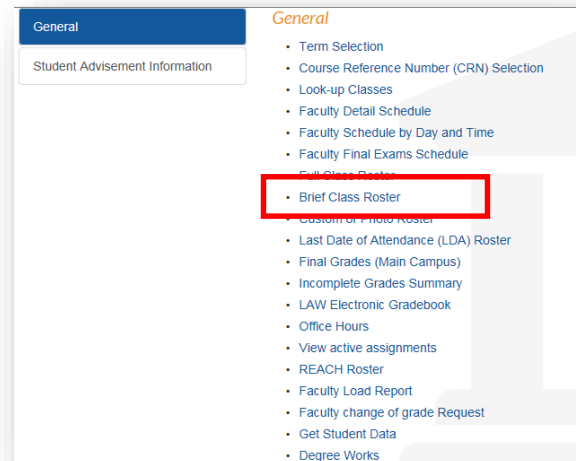 General
Student Advisement Information
General
Term Selection
Course Reference Number (CRN) Selection
Look-up Classes
Faculty Detail Schedule
Faculty Schedule by Day and Time
Faculty Final Exams Schedule
Full Class Roster
Brief Class Roster
Custom or Photo Roster
Last Date of Attendance (LDA) Roster
Final Grades (Main Campus)
Incomplete Grades Summary
LAW Electronic Gradebook
Office Hours
View active assignments
REACH Roster
Faculty Load Report
Faculty change of grade Request
Get Student Data
Degree Works